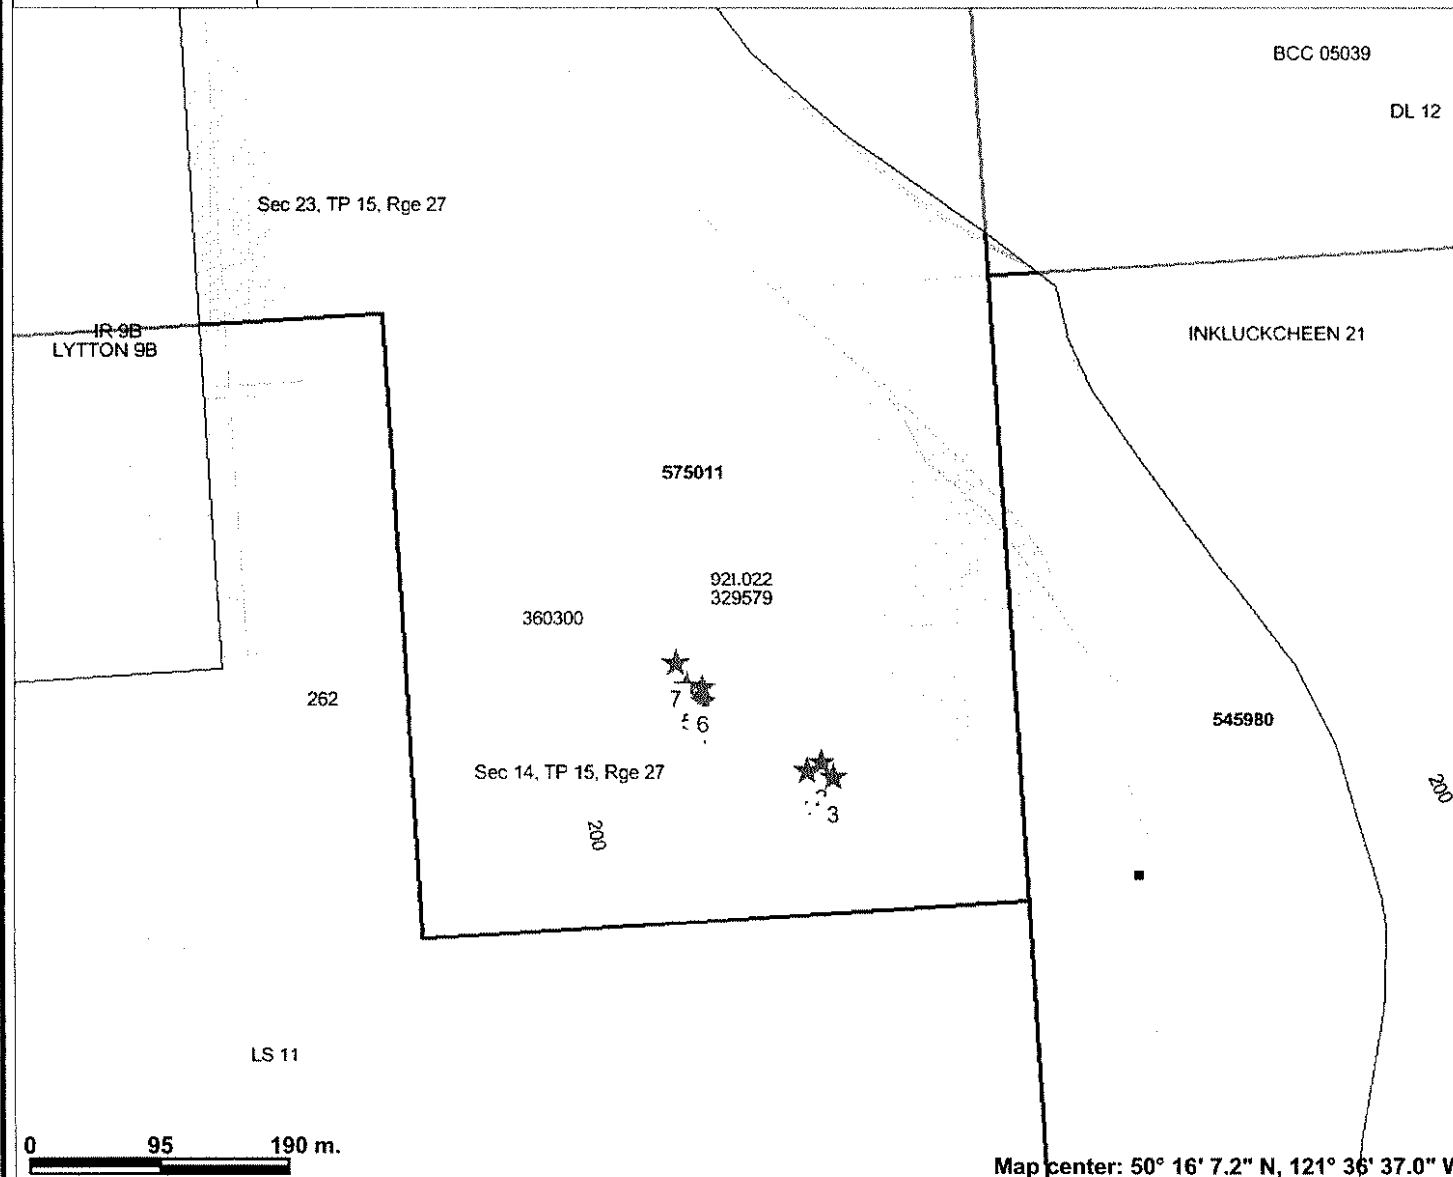 BCC 05039
DL 12
Sec 23, TP 15, Rge 27
IR 9B
LYTTON 9B
INKLUCKCHEEN 21
575011
92I.022
329579
360300
7
6
262
545980
Sec 14, TP 15, Rge 27
3
200
200
LS 11
0 95 190 m.
Map center: 50° 16' 7.2" N, 121° 36' 37.0" W